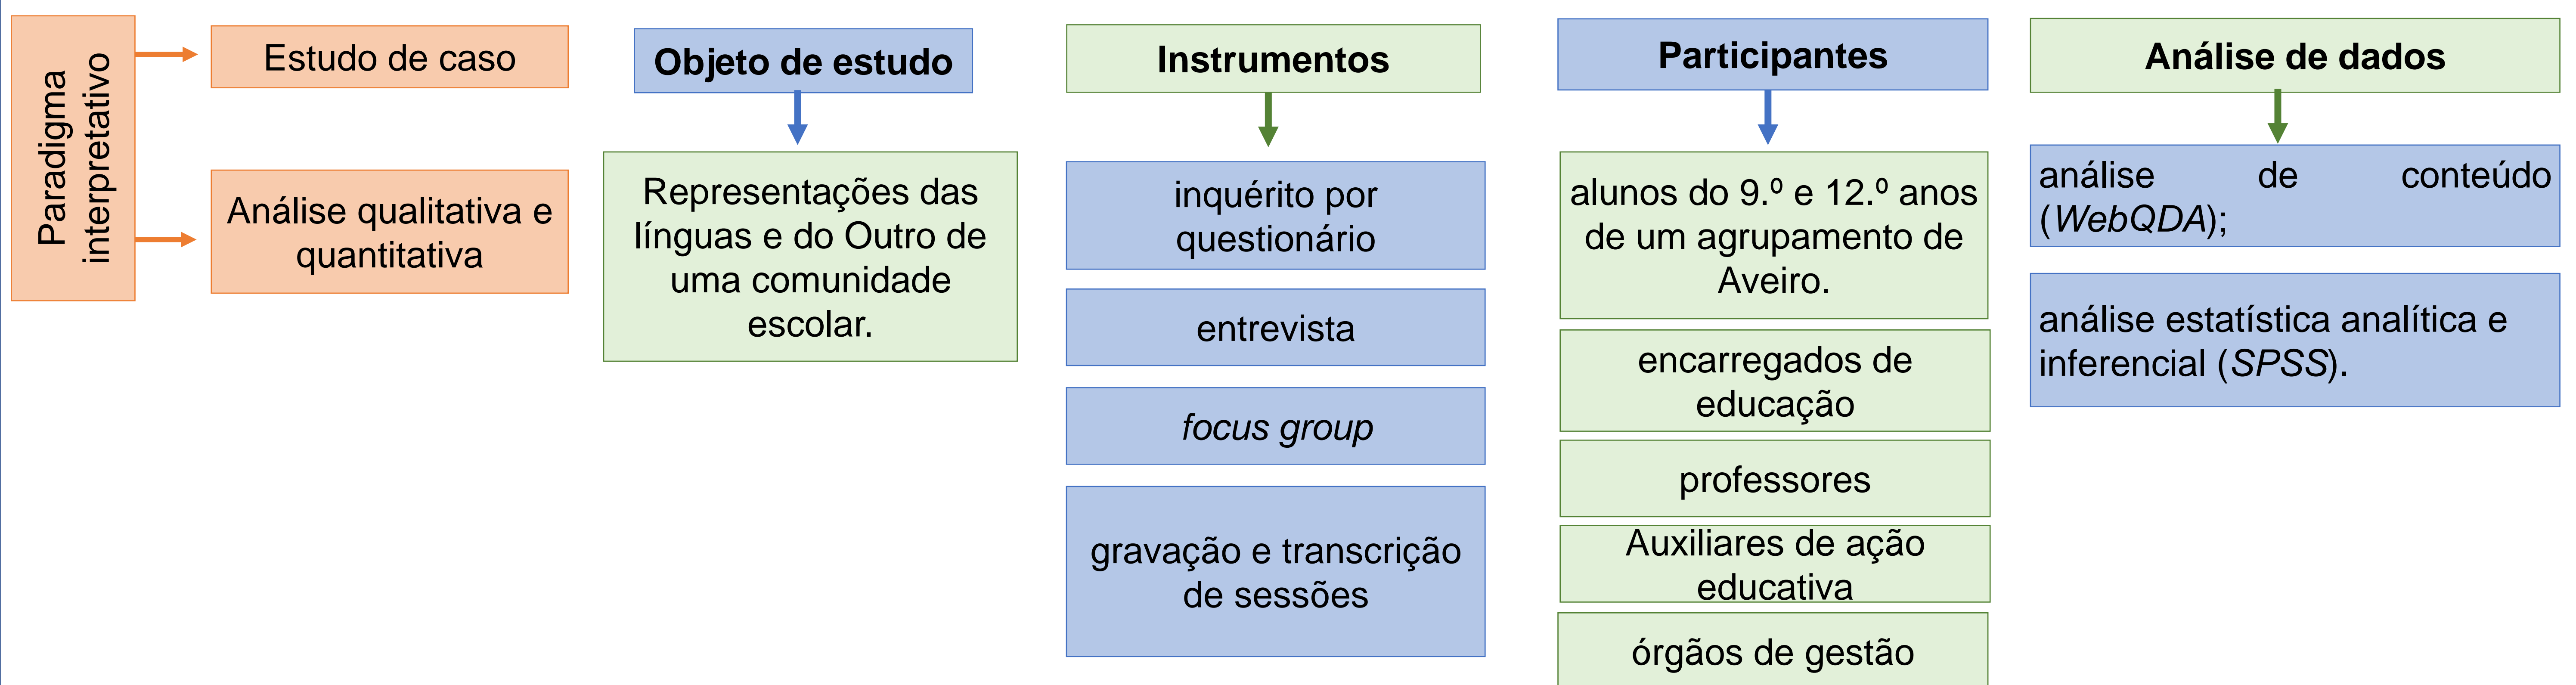 Paradigma
interpretativo
Estudo de caso
Análise qualitativa e
quantitativa
Objeto de estudo
Representações das
línguas e do Outro de
uma comunidade
escolar.
Instrumentos
inquérito por
questionário
entrevista
focus group
gravação e transcrição
de sessões
Participantes
alunos do 9.º e 12.º anos
de um agrupamento de
Aveiro.
encarregados de
educação
professores
Auxiliares de ação
educativa
órgãos de gestão
Análise de dados
análise de conteúdo
(WebQDA);
análise estatística analítica e
inferencial (SPSS).